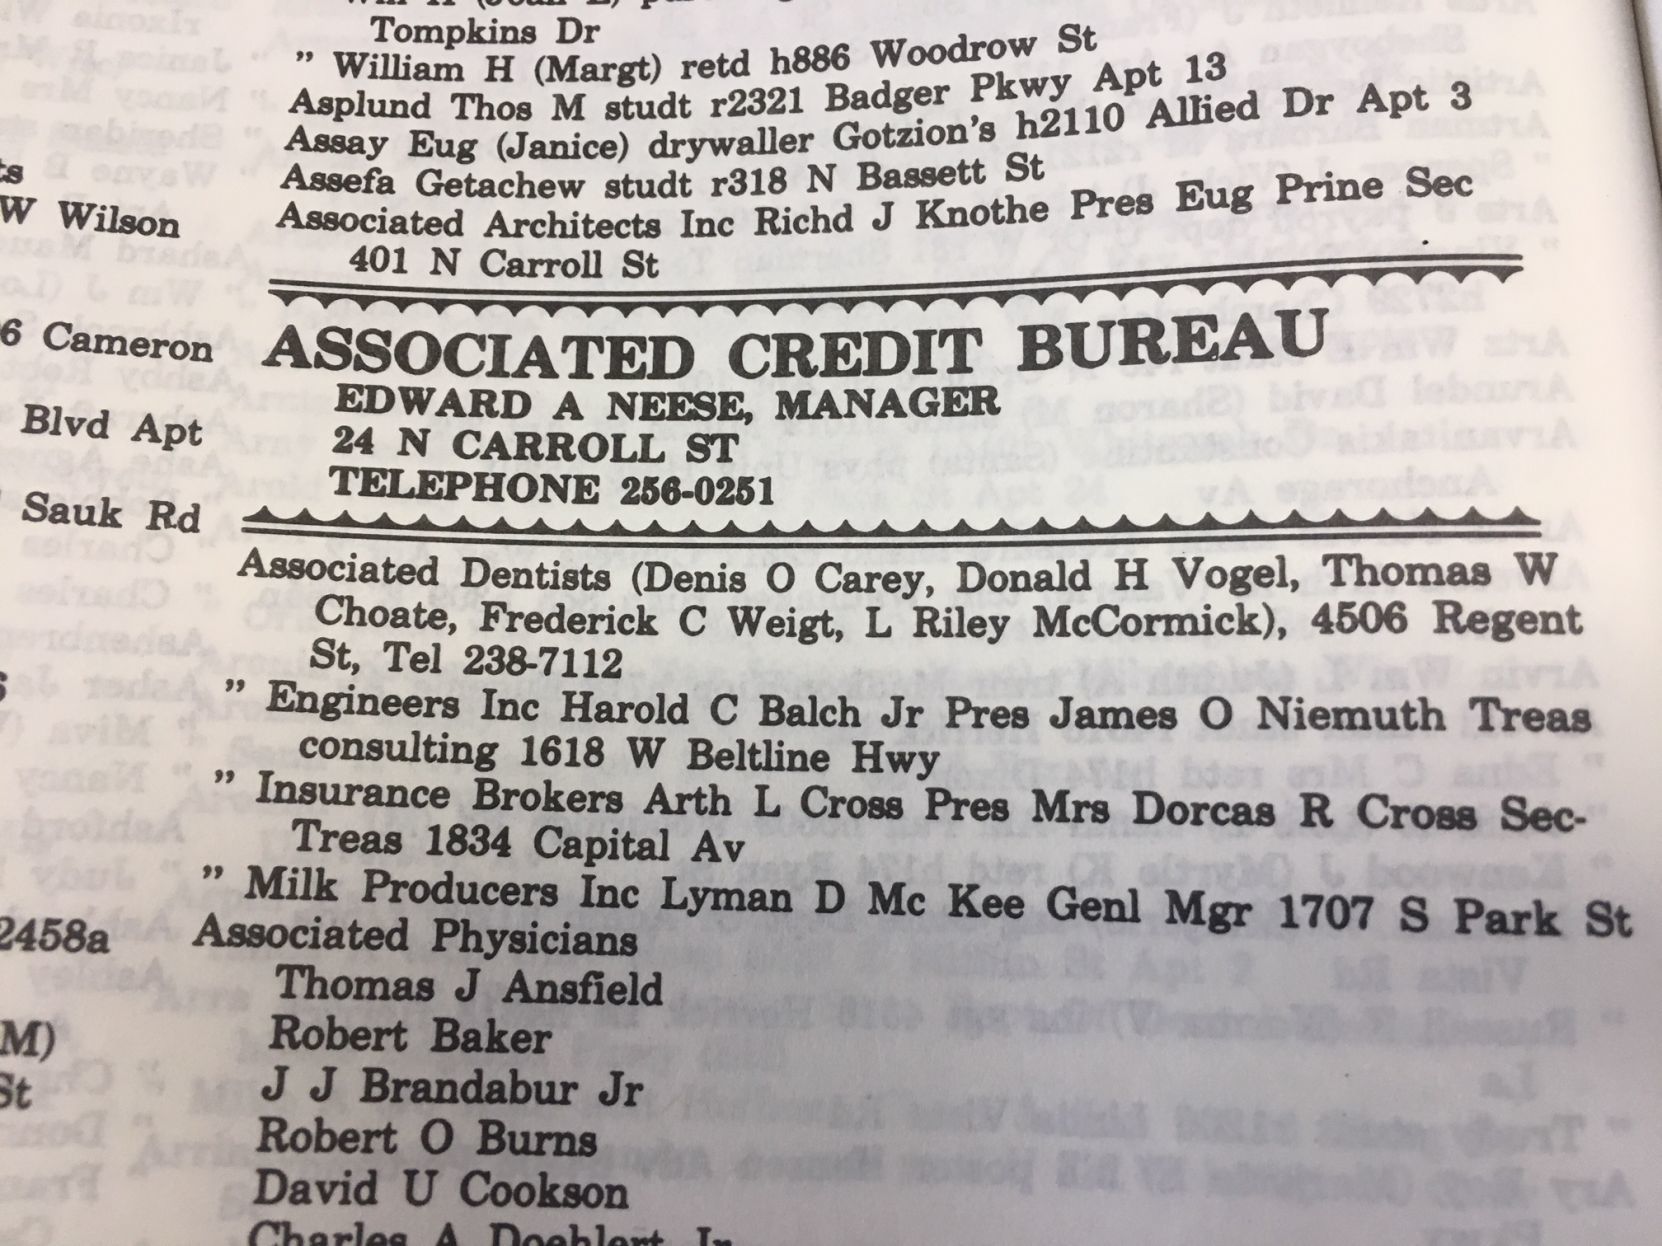 Tompkins Dr
" William H (Margt) retd h886 Woodrow St
Asplund Thos M studt r2321 Badger Pkwy Apt 13
Assay Eug (Janice) drywaller Gotzion's h2110 Allied Dr Apt 3
Assefa Getachew studt r318 N Bassett St
Associated Architects Inc Richd J Knothe Pres Eug Prine Sec
401 N Carroll St
W Wilson
6 Cameron
Blvd Apt
Sauk Rd
2458a
M)
St
ASSOCIATED CREDIT BUREAU
EDWARD A NEESE, MANAGER
24 N CARROLL ST
TELEPHONE 256-0251
Associated Dentists (Denis O Carey, Donald H Vogel, Thomas W
Choate, Frederick C Weigt, L Riley McCormick), 4506 Regent
St, Tel 238-7112
" Engineers Inc Harold C Balch Jr Pres James O Niemuth Treas
consulting 1618 W Beltline Hwy
" Insurance Brokers Arth L Cross Pres Mrs Dorcas R Cross Sec-
Treas 1834 Capital Av
" Milk Producers Inc Lyman D Mc Kee Genl Mgr 1707 S Park St
Associated Physicians
Thomas J Ansfield
Robert Baker
J J Brandabur Jr
Robert O Burns
David U Cookson
Charles A Doehlert Jr